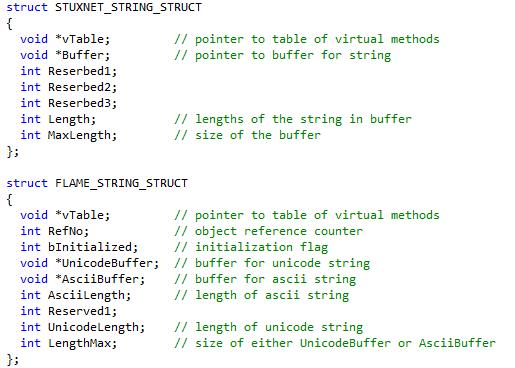 struct STUXNET_STRING_STRUCT
{
  void *vTable;         // pointer to table of virtual methods
  void *Buffer;         // pointer to buffer for string
  int Reserbed1;
  int Reserbed2;
  int Reserbed3;
  int Length;           // lengths of the string in buffer
  int MaxLength;        // size of the buffer
};

struct FLAME_STRING_STRUCT
{
  void *vTable;         // pointer to table of virtual methods
  int RefNo;            // object reference counter
  int bInitialized;     // initialization flag
  void *UnicodeBuffer;  // buffer for unicode string
  void *AsciiBuffer;    // buffer for ascii string
  int AsciiLength;      // length of ascii string
  int Reserved1;
  int UnicodeLength;    // length of unicode string
  int LengthMax;        // size of either UnicodeBuffer or AsciiBuffer
};